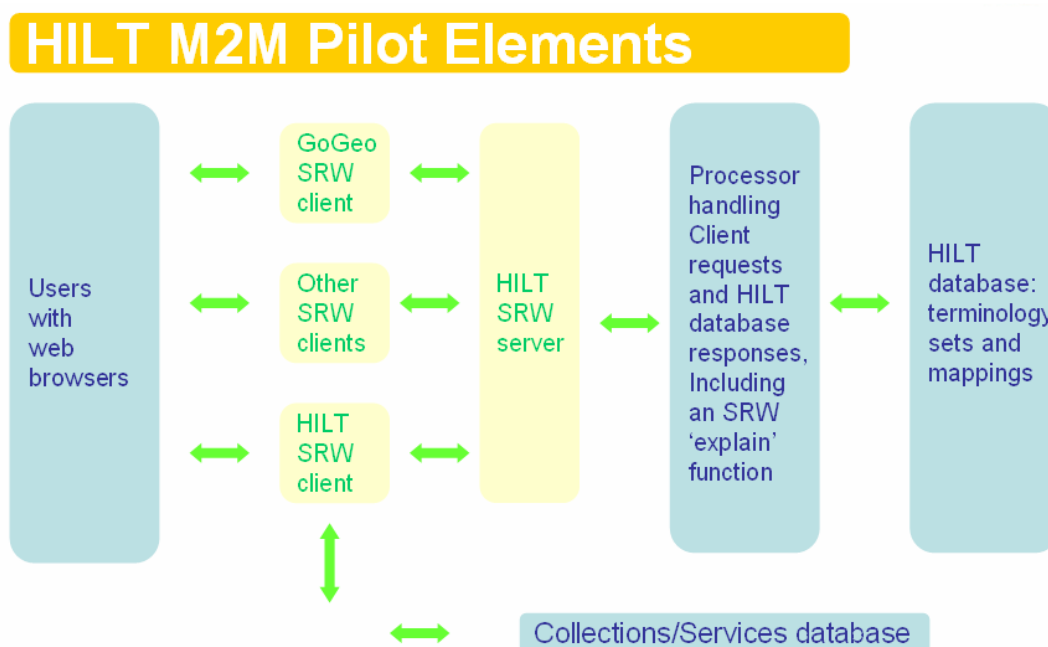 HILT M2M Pilot Elements
Users
with
web
browsers
GoGeo
SRW
client
Other
SRW
clients
HILT
SRW
client
HILT
SRW
server
Processor
handling
Client
requests
and HILT
database
responses,
Including
an SRW
‘explain’
function
HILT
database:
terminology
sets and
mappings
Collections/Services database